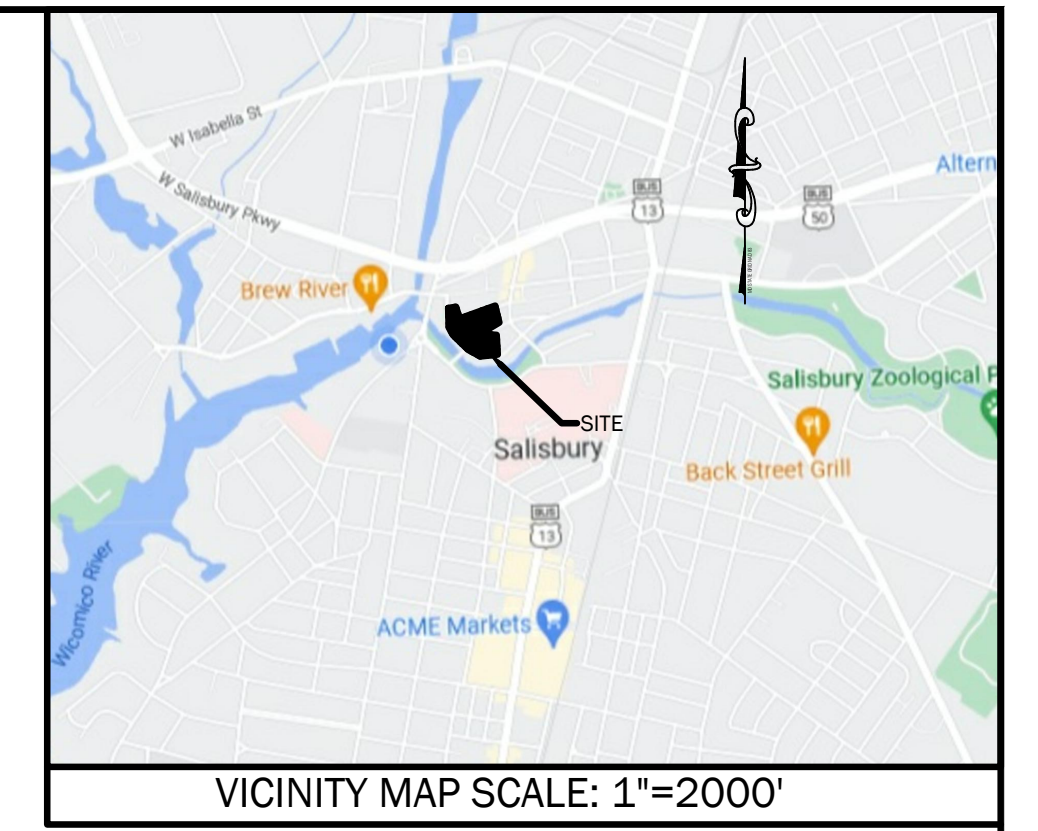 W Isabella St
W Salisbury Pkwy
BUS
13
BUS
50
Altern
Brew River
Salisbury Zoological P
SITE
Salisbury
Back Street Grill
BUS
13
Wicomico River
ACME Markets
VICINITY MAP SCALE: 1"=2000'